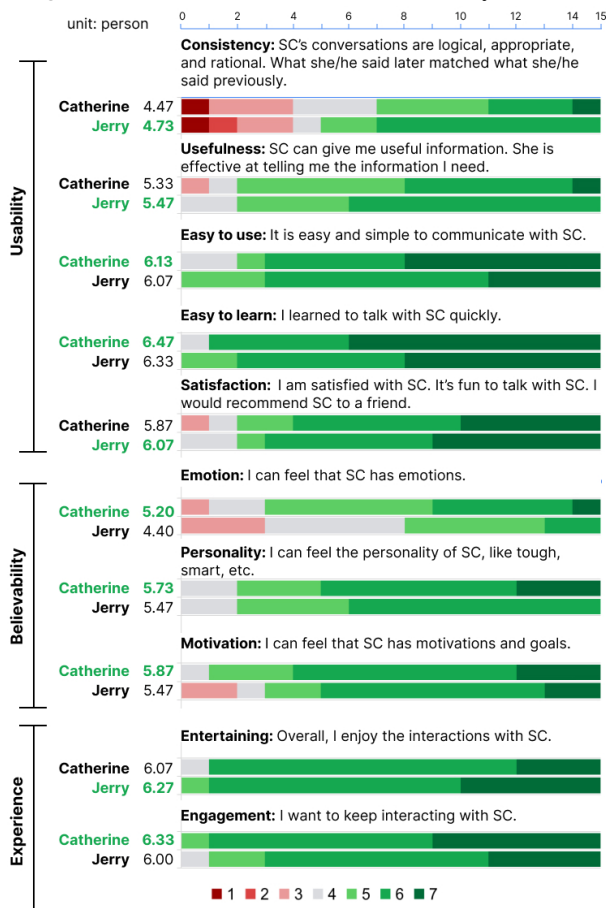 unit: person
0 2 4 6 8 10 12 14 15
Consistency: SC's conversations are logical, appropriate,
and rational. What she/he said later matched what she/he
said previously.
Catherine 4.47
Jerry 4.73
Usefulness: SC can give me useful information. She is
effective at telling me the information I need.
Catherine 5.33
Jerry 5.47
Usability
Easy to use: It is easy and simple to communicate with SC.
Catherine 6.13
Jerry 6.07
Easy to learn: I learned to talk with SC quickly.
Catherine 6.47
Jerry 6.33
Satisfaction: I am satisfied with SC. It's fun to talk with SC. I
would recommend SC to a friend.
Catherine 5.87
Jerry 6.07
Emotion: I can feel that SC has emotions.
Catherine 5.20
Jerry 4.40
Believability
Personality: I can feel the personality of SC, like tough,
smart, etc.
Catherine 5.73
Jerry 5.47
Motivation: I can feel that SC has motivations and goals.
Catherine 5.87
Jerry 5.47
Experience
Entertaining: Overall, I enjoy the interactions with SC.
Catherine 6.07
Jerry 6.27
Engagement: I want to keep interacting with SC.
Catherine 6.33
Jerry 6.00
1 2 3 4 5 6 7